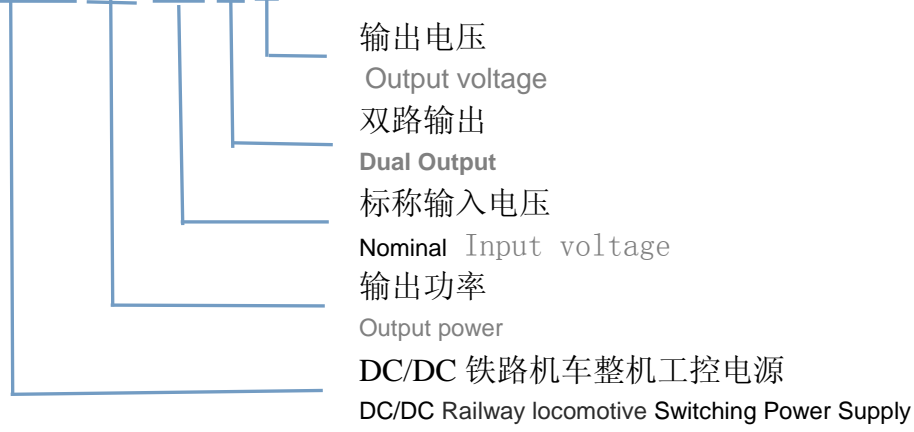 输出电压
Output voltage
双路输出
Dual Output
标称输入电压
Nominal Input voltage
输出功率
Output power
DC/DC 铁路机车整机工控电源
DC/DC Railway locomotive Switching Power Supply